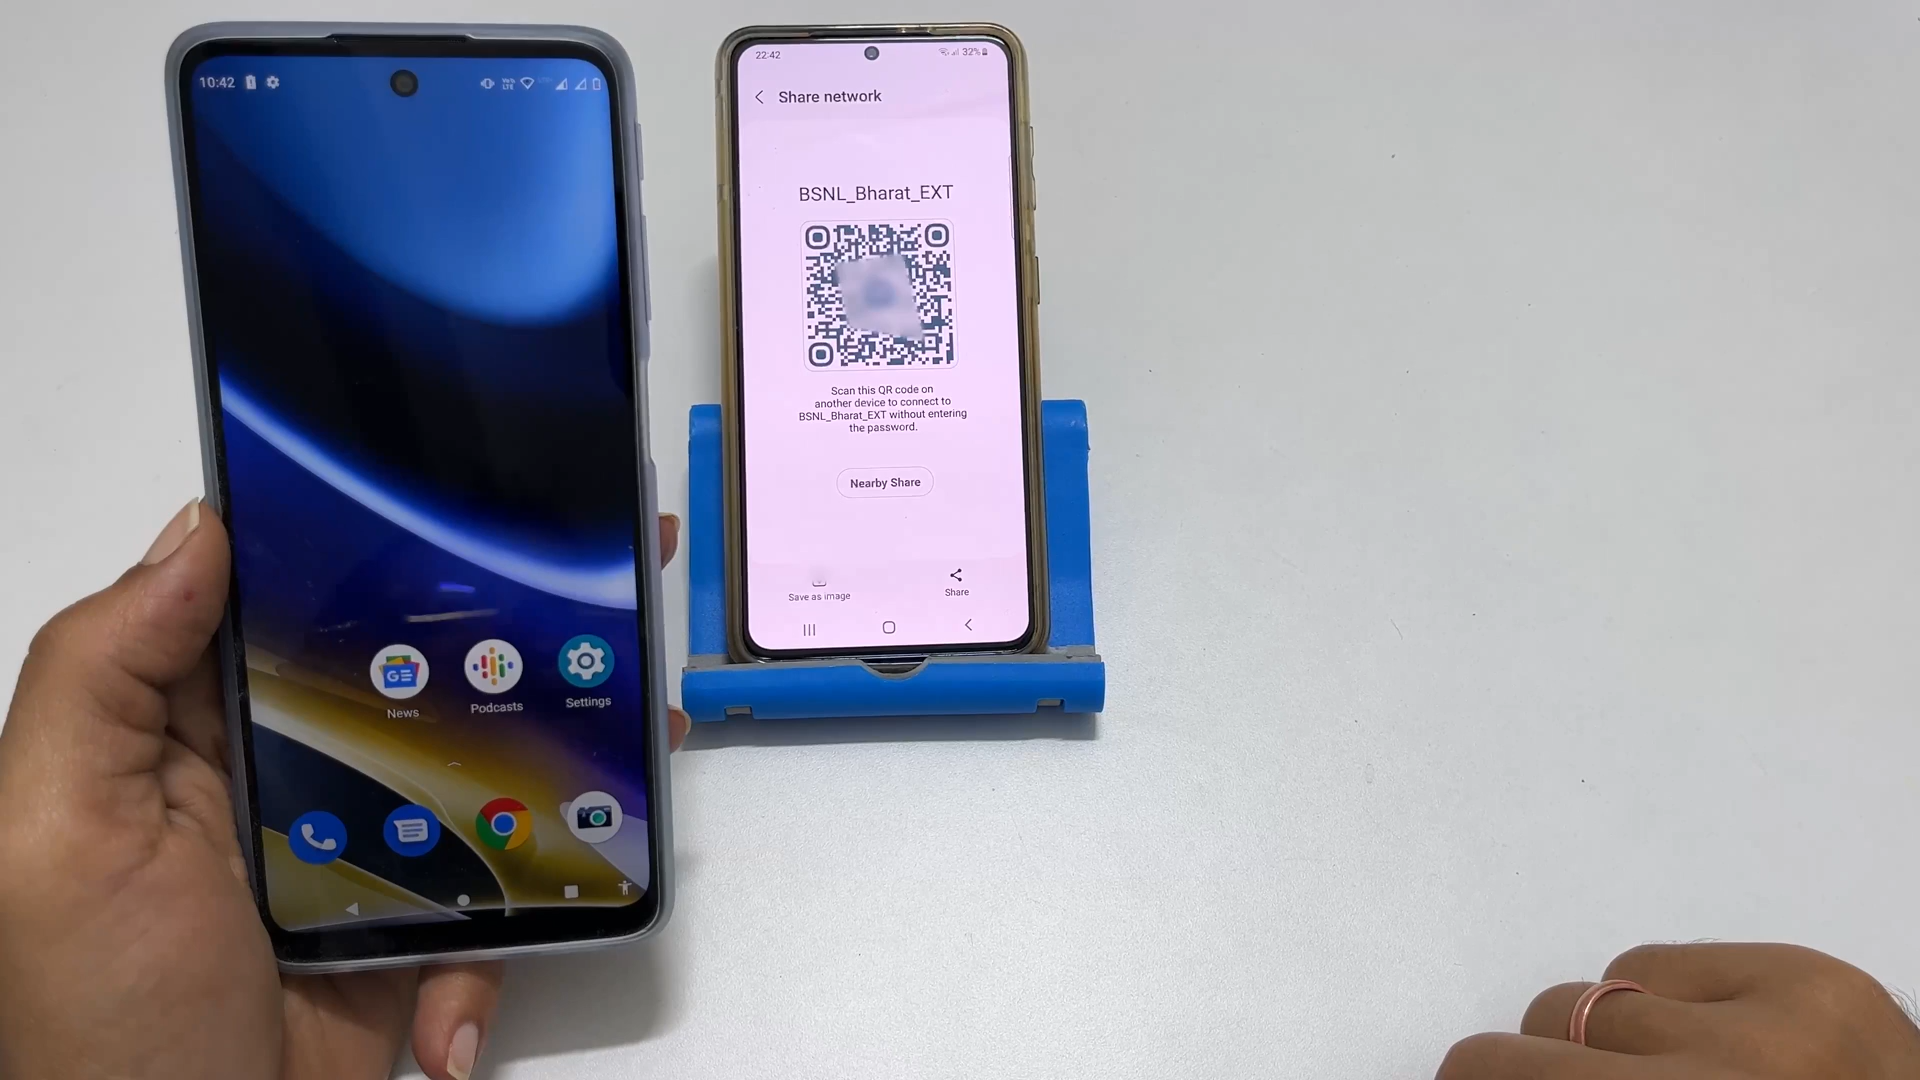 10:42
News
Podcasts
Settings
22:42
32%
Share network
BSNL_Bharat_EXT
Scan this QR code on
another device to connect to
BSNL_Bharat_EXT without entering
the password.
Nearby Share
Save as image
Share